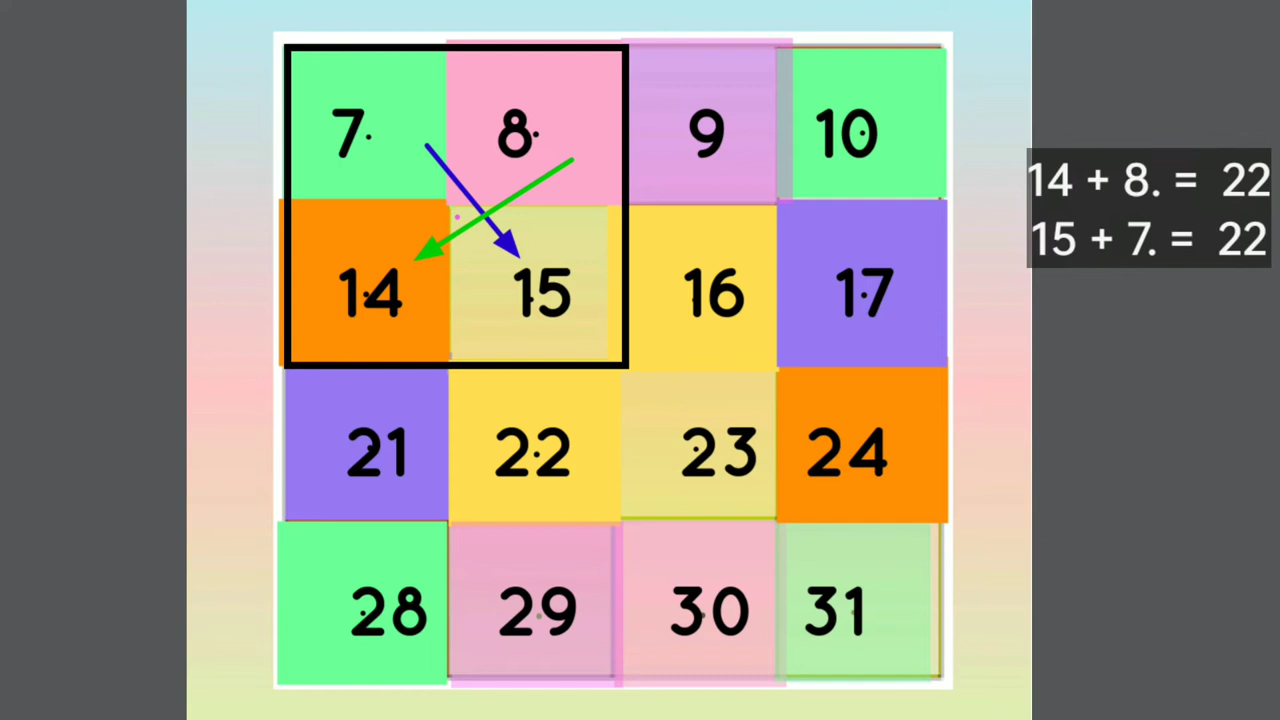 7 8 9 10
14 + 8. = 22
15 + 7. = 22
14 15 16 17
21 22 23 24
28 29 30 31